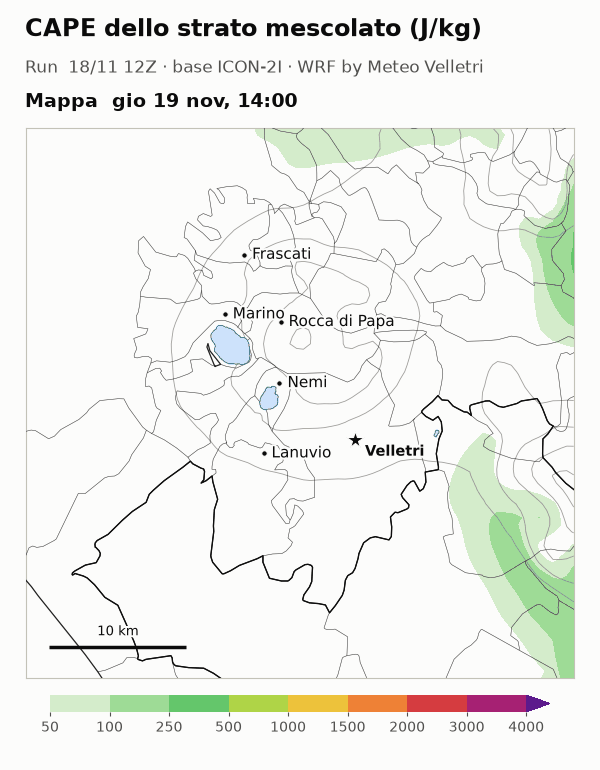 CAPE dello strato mescolato (J/kg)
Run  18/11 12Z · base ICON-2I · WRF by Meteo Velletri
Mappa  gio 19 nov, 14:00
Frascati
Marino
Rocca di Papa
Nemi
Velletri
Lanuvio
10 km
50 100 250 500 1000 1500 2000 3000 4000